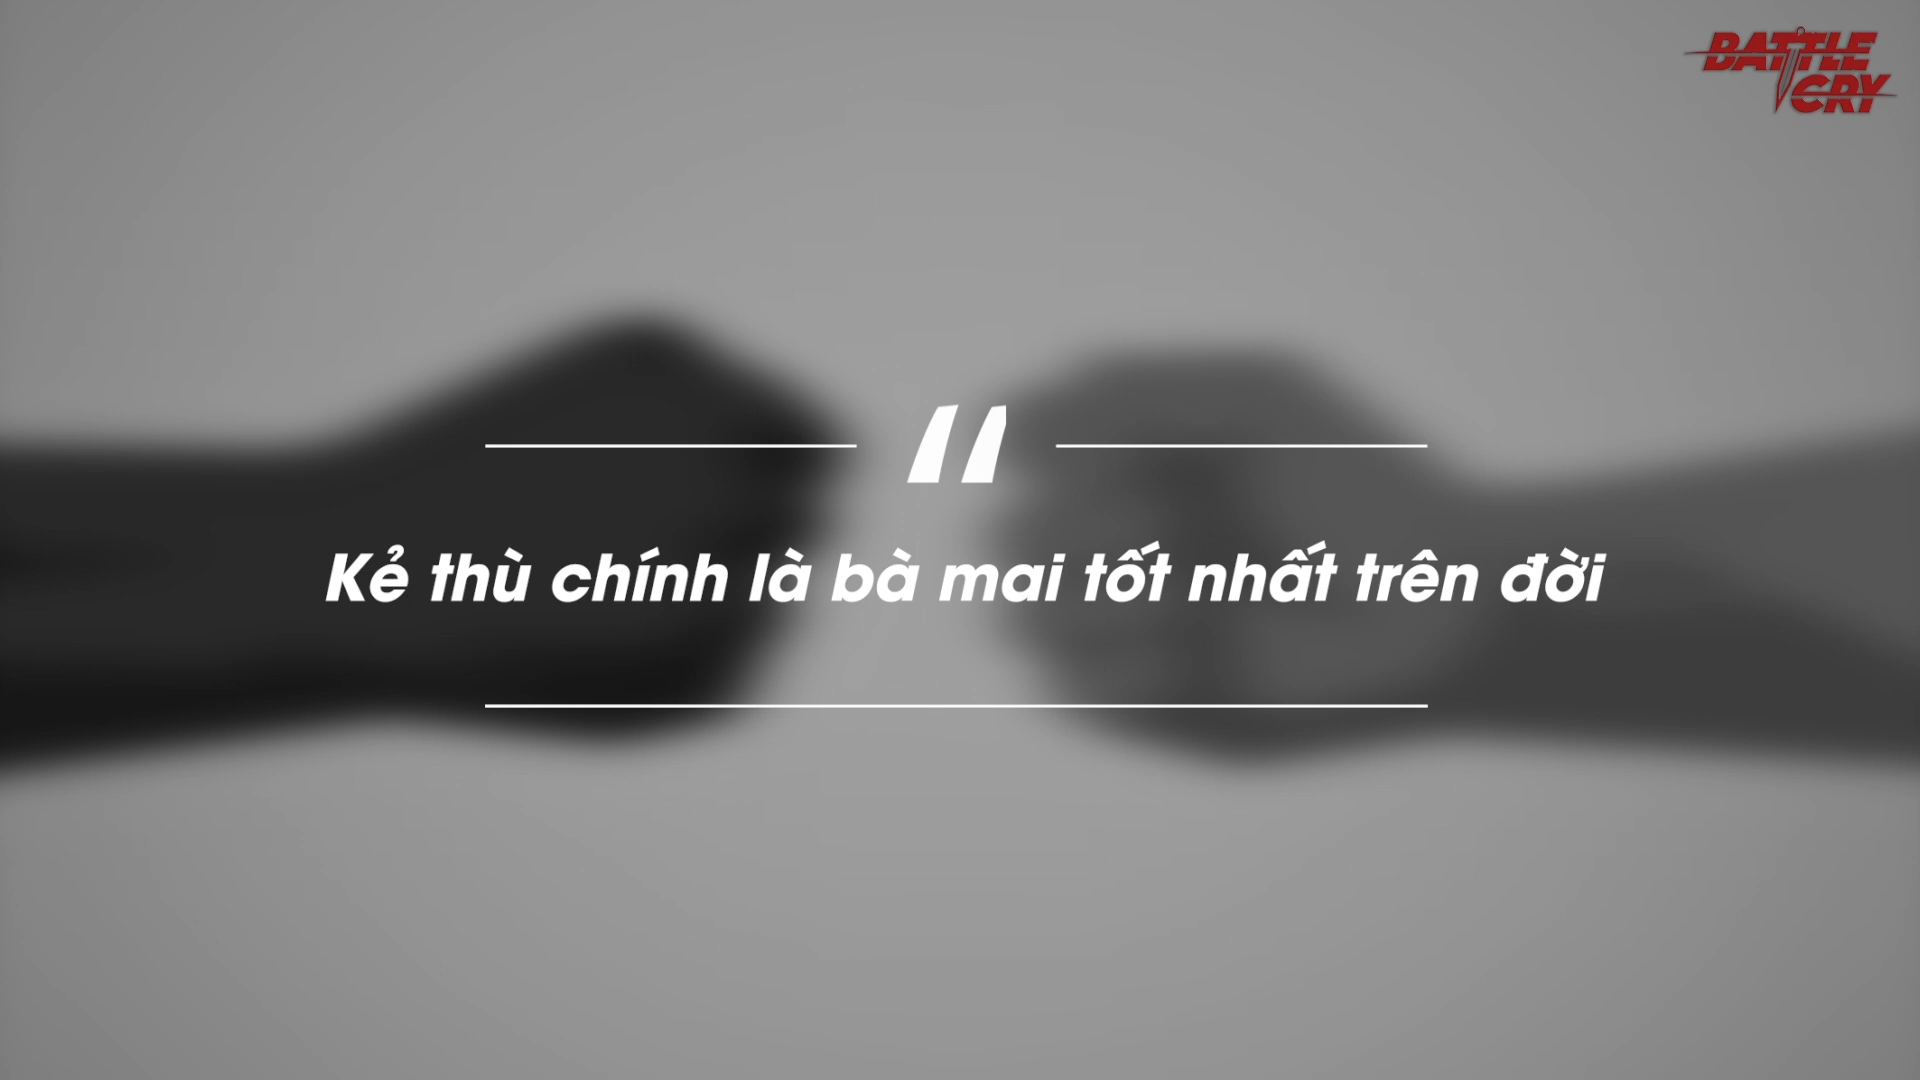 BATTLE
CRY
“
Kẻ thù chính là bà mai tốt nhất trên đời